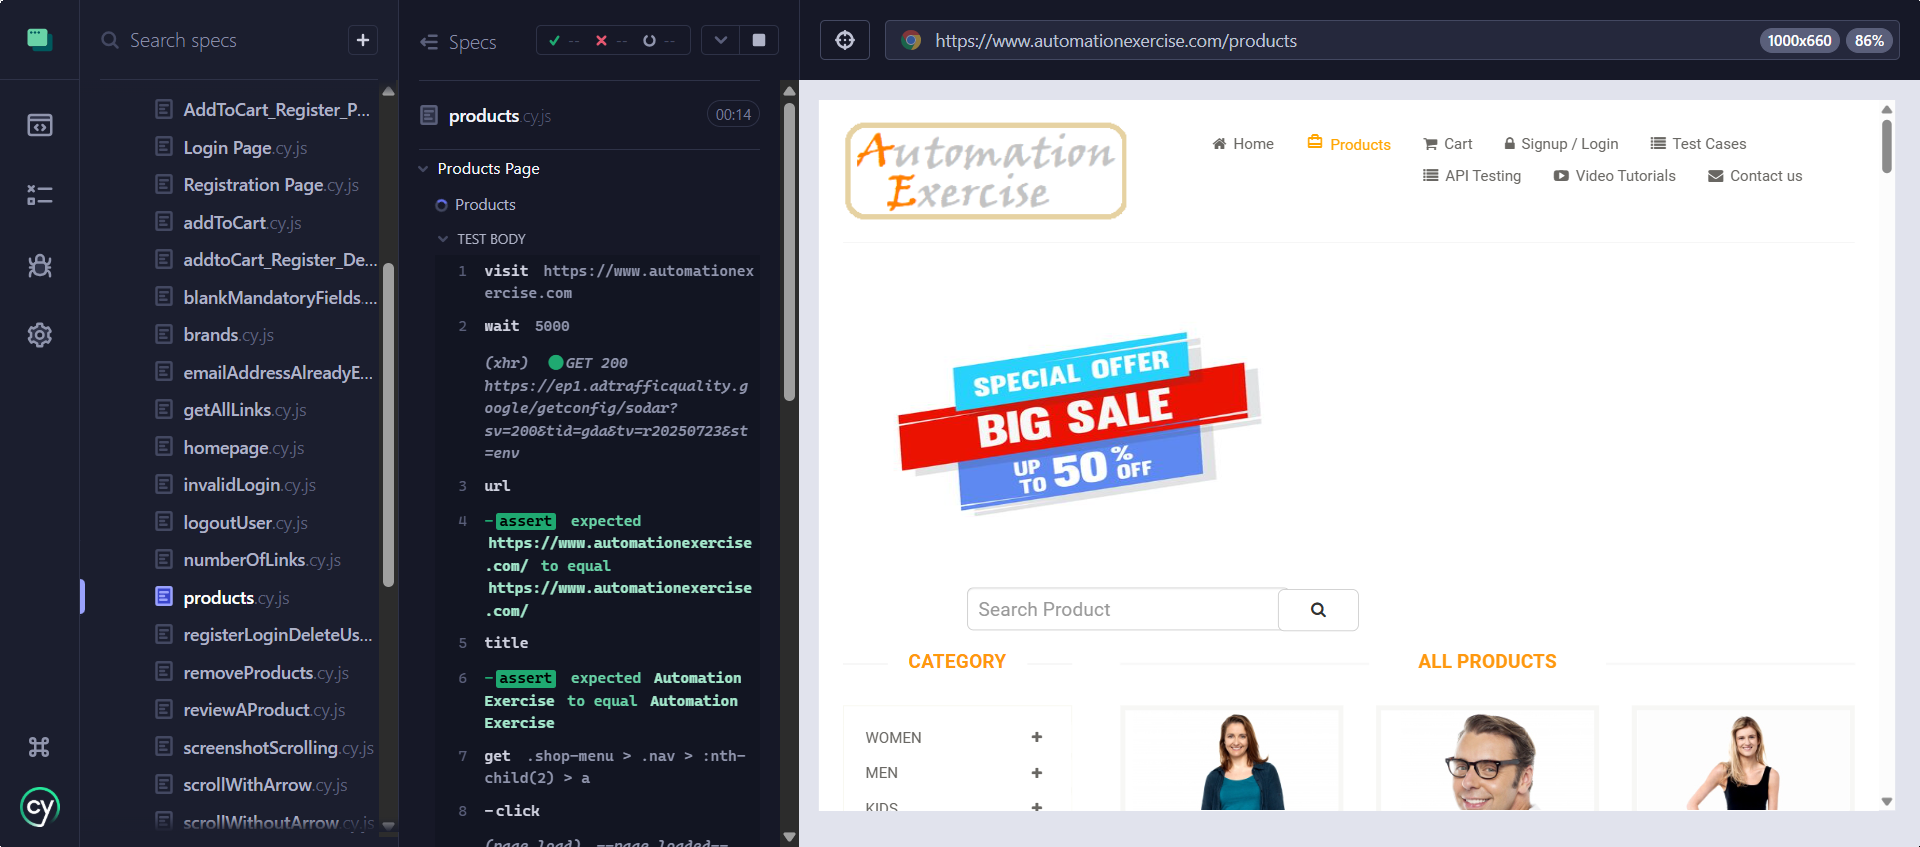 Search specs
+
AddToCart_Register_P...
Login Page.cy.js
Registration Page.cy.js
addToCart.cy.js
addtoCart_Register_De...
blankMandatoryFields....
brands.cy.js
emailAddressAlreadyE...
getAllLinks.cy.js
homepage.cy.js
invalidLogin.cy.js
logoutUser.cy.js
numberOfLinks.cy.js
products.cy.js
registerLoginDeleteUs...
removeProducts.cy.js
reviewAProduct.cy.js
screenshotScrolling.cy.js
scrollWithArrow.cy.js
scrollWithoutArrow.cy.js
cy
Specs
-- -- --
products.cy.js 00:14
Products Page
Products
TEST BODY
1 visit https://www.automationex
ercise.com
2 wait 5000
(xhr) GET 200
https://ep1.adtrafficquality.g
oogle/getconfig/sodar?
sv=200&tid=gda&tv=r20250723&st
=env
3 url
4 -assert expected
https://www.automationexercise
.com/ to equal
https://www.automationexercise
.com/
5 title
6 -assert expected Automation
Exercise to equal Automation
Exercise
7 get .shop-menu > .nav > :nth-
child(2) > a
8 -click
(page load) --page loaded--
https://www.automationexercise.com/products
1000x660 86%
Automation
Exercise
Home Products Cart Signup / Login Test Cases
API Testing Video Tutorials Contact us
SPECIAL OFFER
BIG SALE
UP TO 50% OFF
Search Product
CATEGORY
ALL PRODUCTS
WOMEN +
MEN +
KIDS +